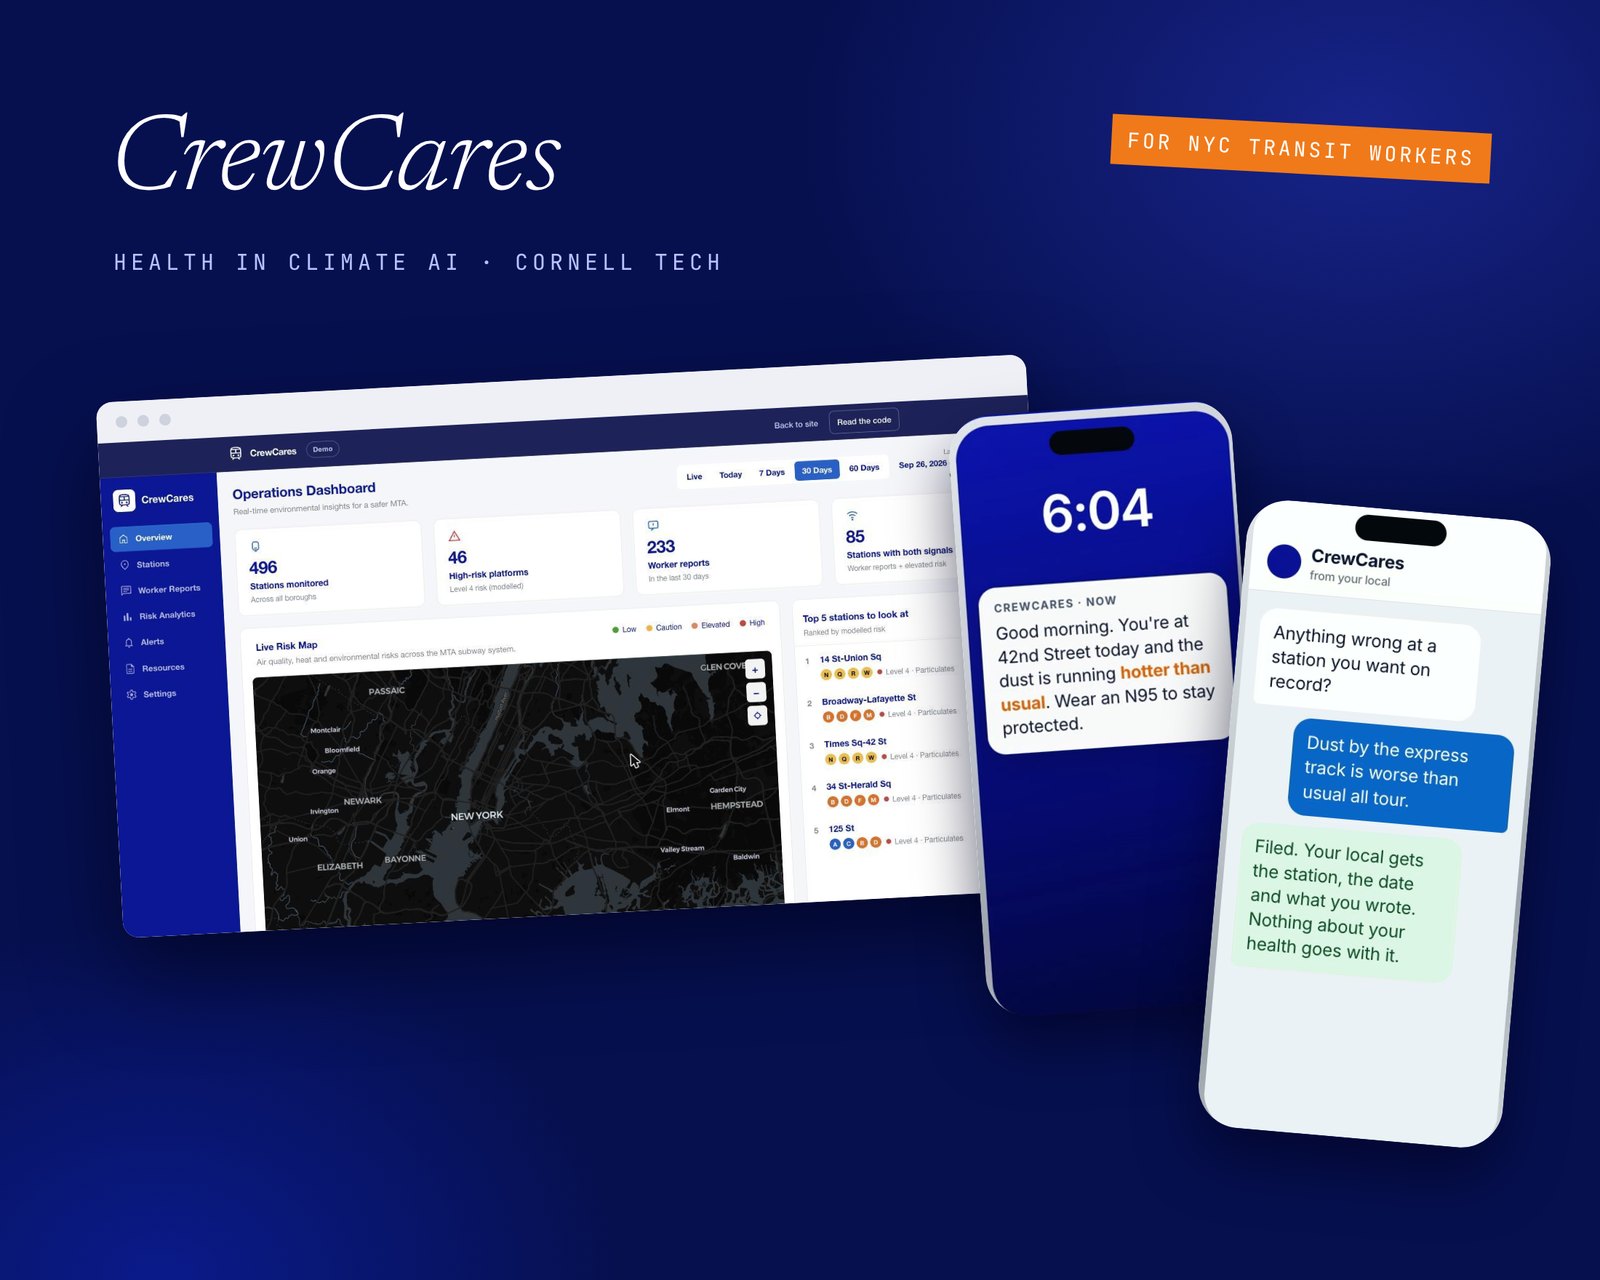 CrewCares
FOR NYC TRANSIT WORKERS
HEALTH IN CLIMATE AI · CORNELL TECH
CrewCares
Demo
Back to site
Read the code
CrewCares
Overview
Stations
Worker Reports
Risk Analytics
Alerts
Resources
Settings
Operations Dashboard
Real-time environmental insights for a safer MTA.
Live
Today
7 Days
30 Days
60 Days
Sep 26, 2026
496
Stations monitored
Across all boroughs
46
High-risk platforms
Level 4 risk (modelled)
233
Worker reports
In the last 30 days
85
Stations with both signals
Worker reports + elevated risk
Live Risk Map
Air quality, heat and environmental risks across the MTA subway system.
Low
Caution
Elevated
High
PASSAIC
GLEN COVE
Montclair
Bloomfield
Orange
NEWARK
Irvington
Union
ELIZABETH
BAYONNE
NEW YORK
Garden City
Elmont
HEMPSTEAD
Valley Stream
Baldwin
+
−
Top 5 stations to look at
Ranked by modelled risk
1
14 St-Union Sq
N Q R W Level 4 · Particulates
2
Broadway-Lafayette St
B D F M Level 4 · Particulates
3
Times Sq-42 St
N Q R W Level 4 · Particulates
4
34 St-Herald Sq
B D F M Level 4 · Particulates
5
125 St
A C B D Level 4 · Particulates
6:04
CREWCARES · NOW
Good morning. You're at
42nd Street today and the
dust is running hotter than
usual. Wear an N95 to stay
protected.
CrewCares
from your local
Anything wrong at a
station you want on
record?
Dust by the express
track is worse than
usual all tour.
Filed. Your local gets
the station, the date
and what you wrote.
Nothing about your
health goes with it.